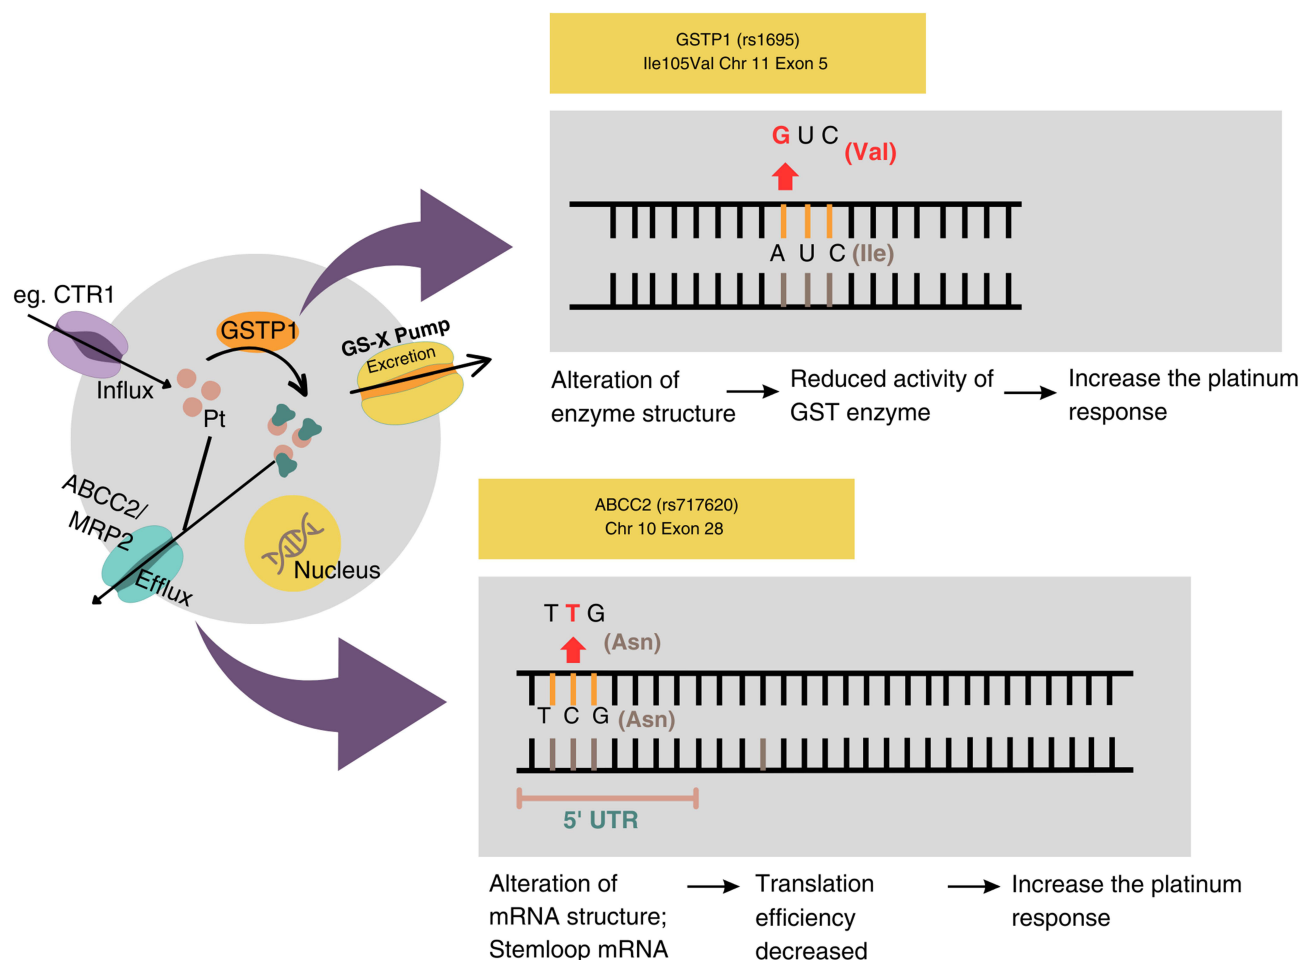 GSTP1 (rs1695)
Ile105Val Chr 11 Exon 5
G U C
(Val)
A U C (Ile)
Alteration of
enzyme structure
Reduced activity of
GST enzyme
Increase the platinum
response
eg. CTR1
Influx
GSTP1
GS-X Pump
Excretion
Pt
ABCC2/
MRP2
Efflux
Nucleus
ABCC2 (rs717620)
Chr 10 Exon 28
T T G
(Asn)
T C G (Asn)
5' UTR
Alteration of
mRNA structure;
Stemloop mRNA
Translation
efficiency
decreased
Increase the platinum
response